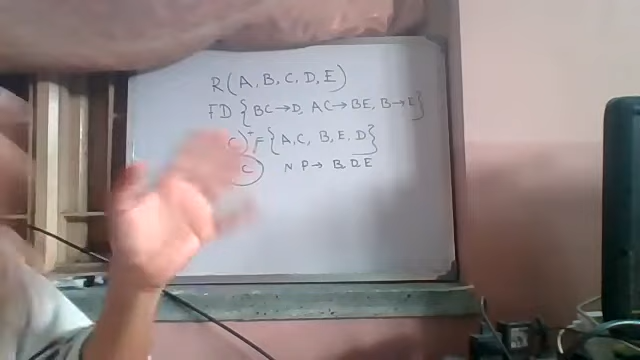 R(A, B, C, D, E)
FD {BC→D, AC→BE, B→E}
C)⁺ {A, C, B, E, D}
C N P→ B, D, E